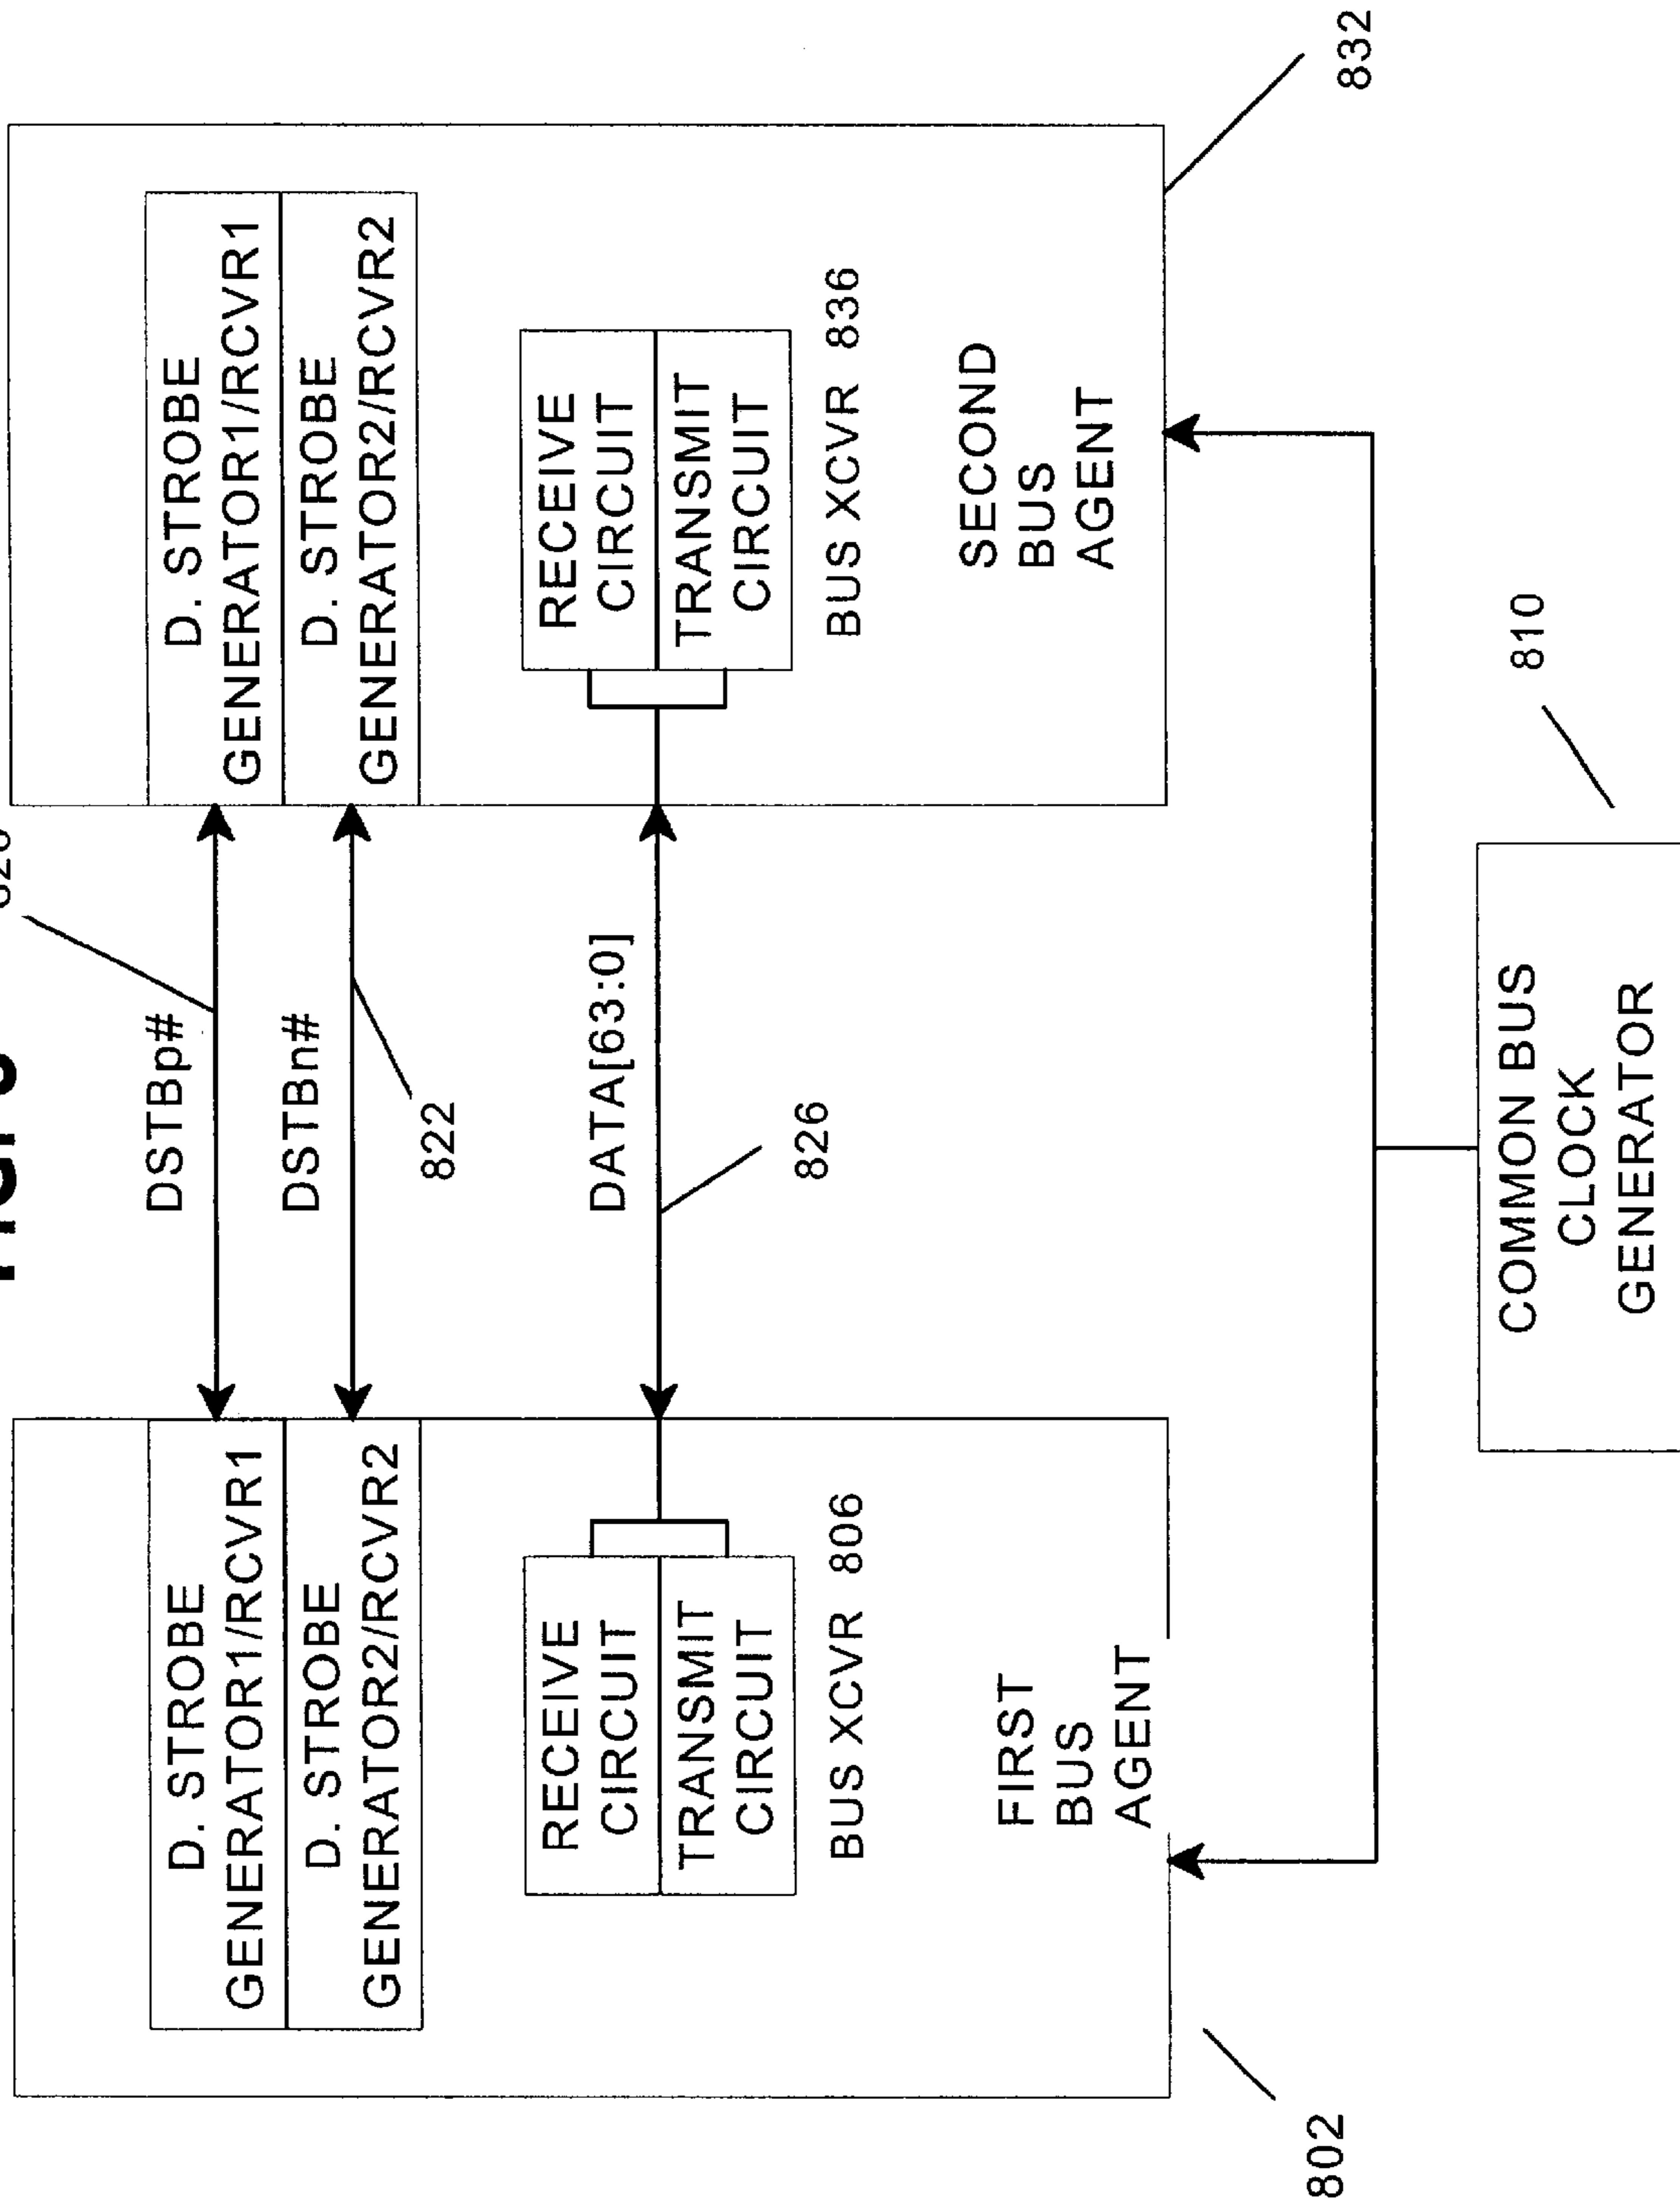 DSTBp#
DSTBn#
822
DATA[63:0]
826
D. STROBE
GENERATOR1/RCVR1
D. STROBE
GENERATOR2/RCVR2
RECEIVE
CIRCUIT
TRANSMIT
CIRCUIT
BUS XCVR 806
FIRST
BUS
AGENT
802
D. STROBE
GENERATOR1/RCVR1
D. STROBE
GENERATOR2/RCVR2
RECEIVE
CIRCUIT
TRANSMIT
CIRCUIT
BUS XCVR 836
SECOND
BUS
AGENT
832
COMMON BUS
CLOCK
GENERATOR
810